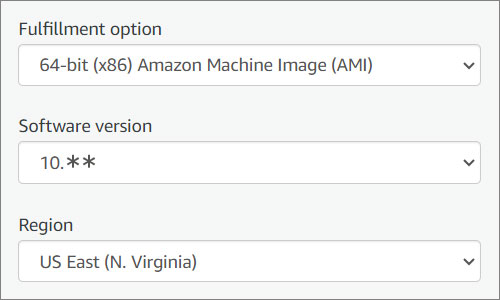 Fulfillment option
64-bit (x86) Amazon Machine Image (AMI)
Software version
10.**
Region
US East (N. Virginia)